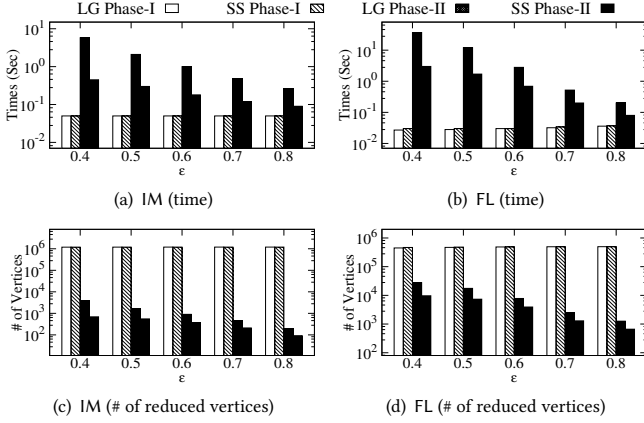 LG Phase-I SS Phase-I LG Phase-II SS Phase-II
Times (Sec)
10^1
10^0
10^-1
10^-2
0.4 0.5 0.6 0.7 0.8
ε
(a) IM (time)
Times (Sec)
10^1
10^0
10^-1
10^-2
0.4 0.5 0.6 0.7 0.8
ε
(b) FL (time)
# of Vertices
10^6
10^5
10^4
10^3
10^2
0.4 0.5 0.6 0.7 0.8
ε
(c) IM (# of reduced vertices)
# of Vertices
10^6
10^5
10^4
10^3
10^2
0.4 0.5 0.6 0.7 0.8
ε
(d) FL (# of reduced vertices)